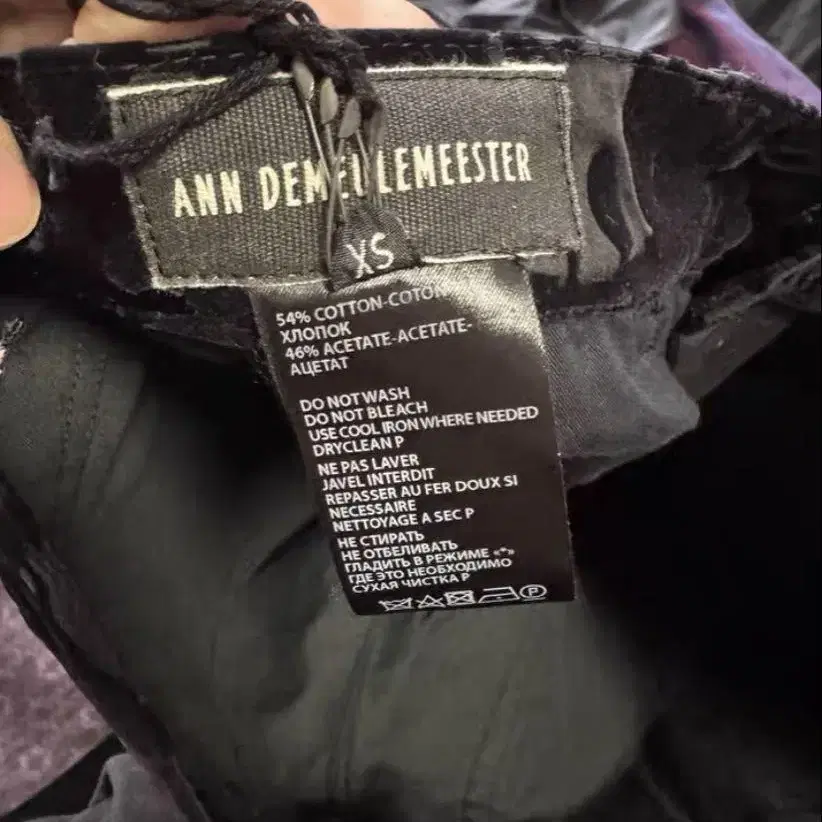 ANN DEMEULEMEESTER
XS
54% COTTON-COTON
ХЛОПОК
46% ACETATE-ACETATE-
АЦЕТАТ
DO NOT WASH
DO NOT BLEACH
USE COOL IRON WHERE NEEDED
DRYCLEAN P
NE PAS LAVER
JAVEL INTERDIT
REPASSER AU FER DOUX SI
NECESSAIRE
NETTOYAGE A SEC P
НЕ СТИРАТЬ
НЕ ОТБЕЛИВАТЬ
ГЛАДИТЬ В РЕЖИМЕ «*»
ГДЕ ЭТО НЕОБХОДИМО
СУХАЯ ЧИСТКА P
P